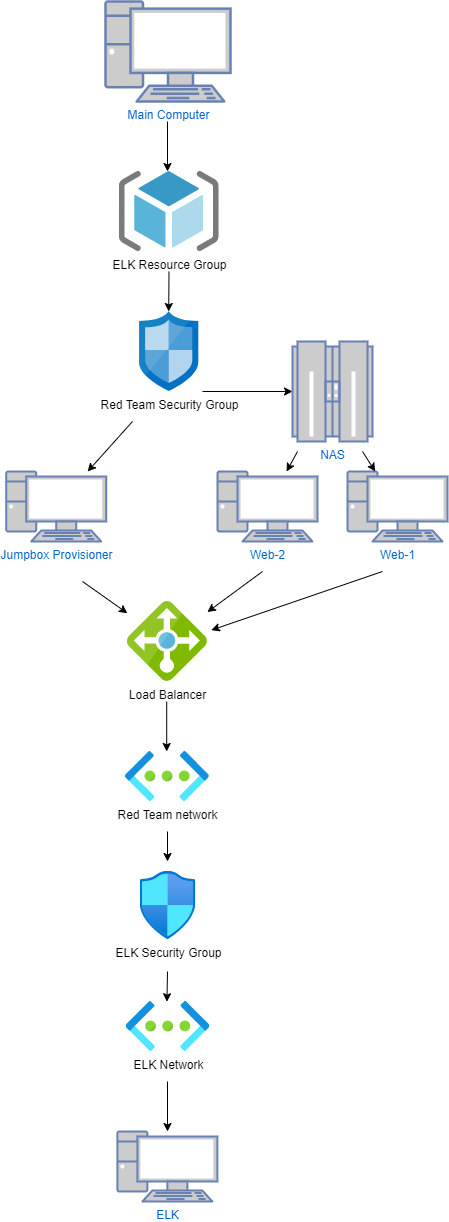 Main Computer
ELK Resource Group
Red Team Security Group
NAS
Jumpbox Provisioner
Web-2
Web-1
Load Balancer
Red Team network
ELK Security Group
ELK Network
ELK